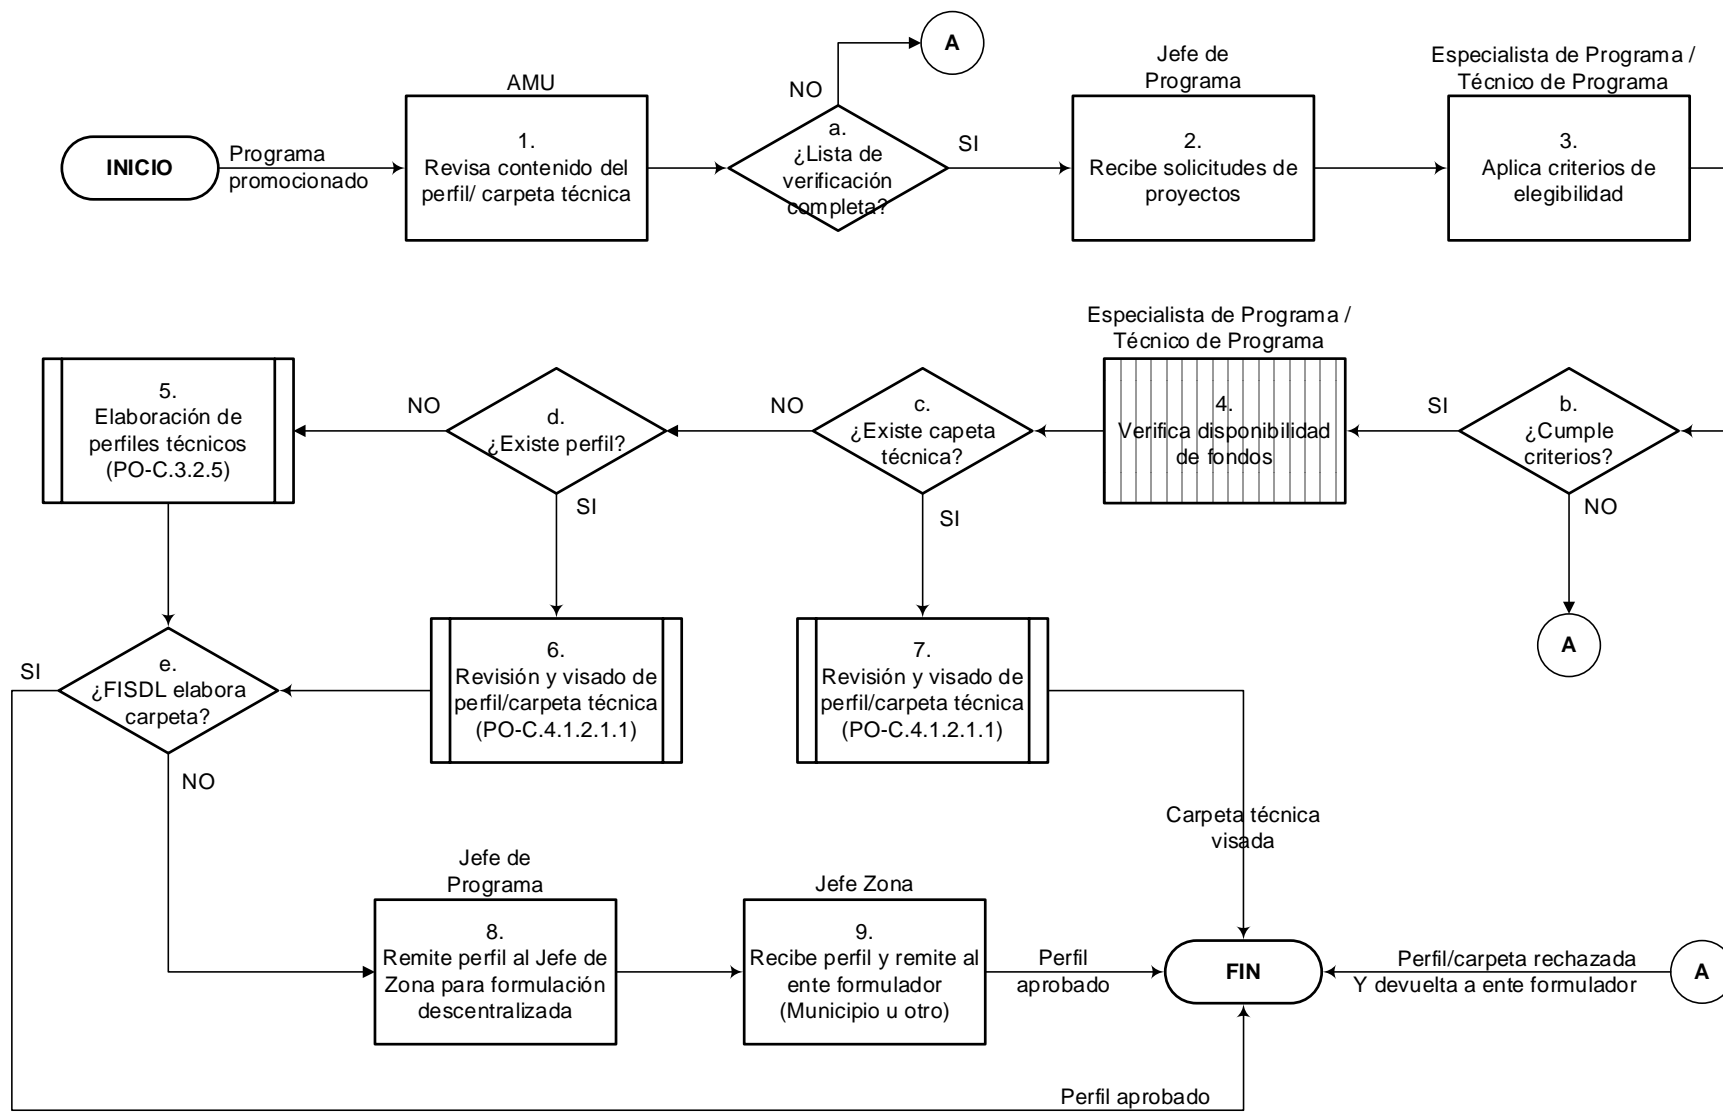 A
NO
AMU
Jefe de
Programa
Especialista de Programa /
Técnico de Programa
INICIO
Programa
promocionado
1.
Revisa contenido del
perfil/ carpeta técnica
a.
¿Lista de
verificación
completa?
SI
2.
Recibe solicitudes de
proyectos
3.
Aplica criterios de
elegibilidad
Especialista de Programa /
Técnico de Programa
5.
Elaboración de
perfiles técnicos
(PO-C.3.2.5)
NO
d.
¿Existe perfil?
SI
NO
c.
¿Existe capeta
técnica?
SI
4.
Verifica disponibilidad
de fondos
SI
b.
¿Cumple
criterios?
NO
A
SI
e.
¿FISDL elabora
carpeta?
NO
6.
Revisión y visado de
perfil/carpeta técnica
(PO-C.4.1.2.1.1)
7.
Revisión y visado de
perfil/carpeta técnica
(PO-C.4.1.2.1.1)
Carpeta técnica
visada
Jefe de
Programa
8.
Remite perfil al Jefe de
Zona para formulación
descentralizada
Jefe Zona
9.
Recibe perfil y remite al
ente formulador
(Municipio u otro)
Perfil
aprobado
FIN
Perfil/carpeta rechazada
Y devuelta a ente formulador
A
Perfil aprobado